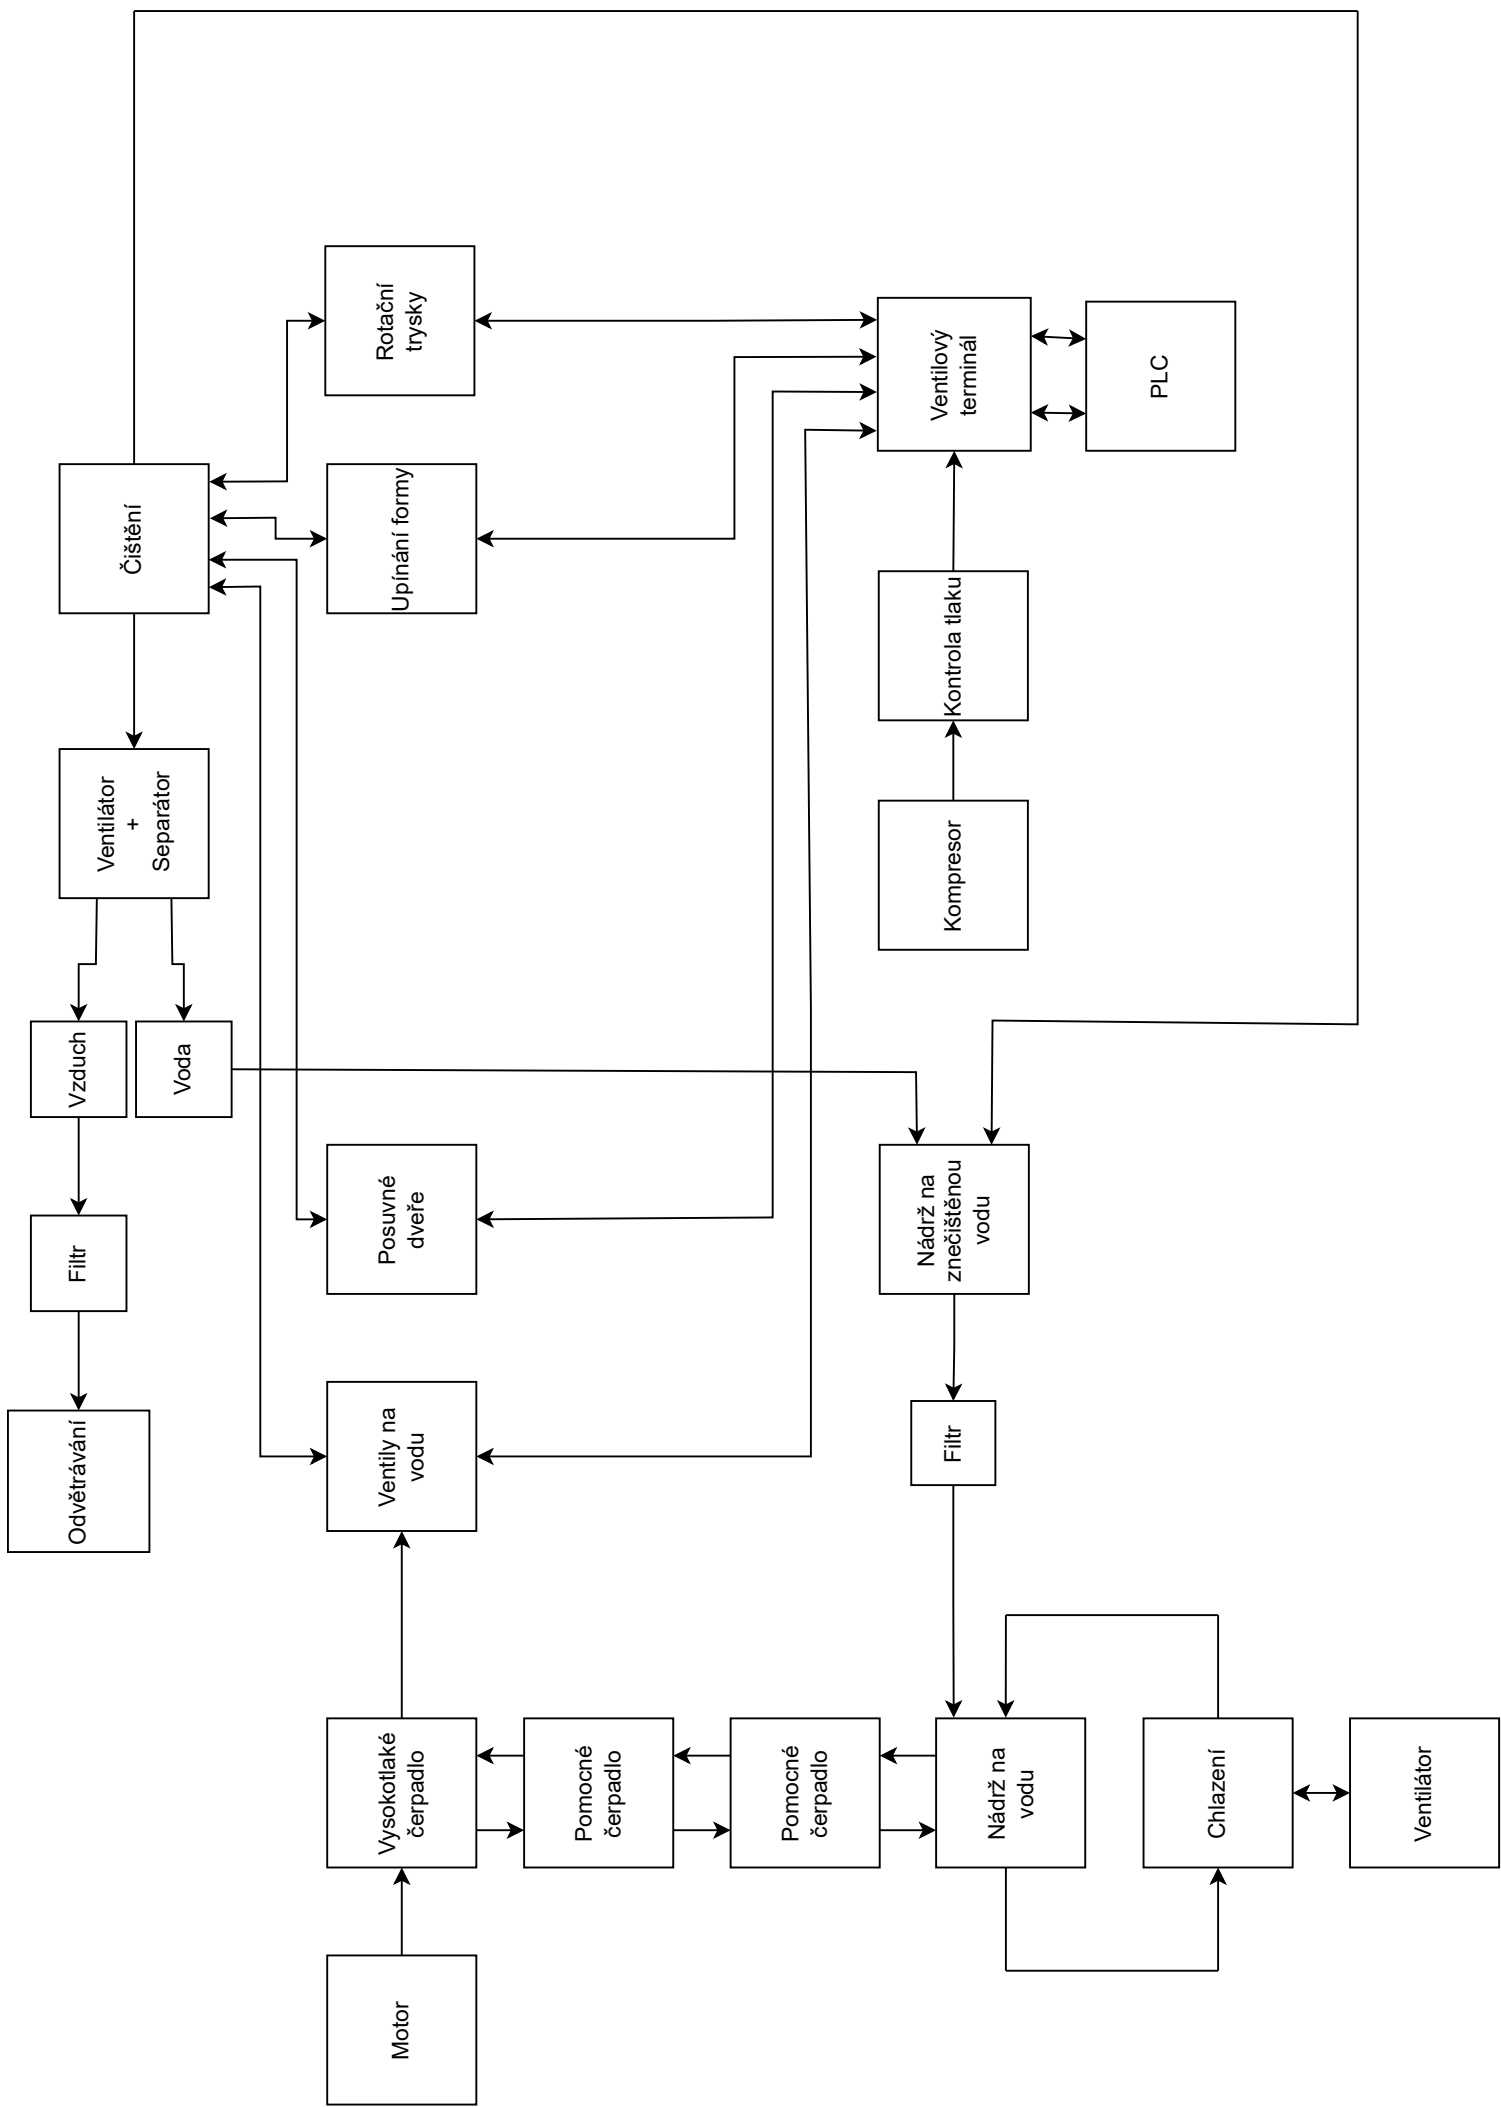 Odvětrávání
Filtr
Vzduch
Voda
Ventilátor
+
Separátor
Čištění
Motor
Vysokotlaké
čerpadlo
Ventily na
vodu
Posuvné
dveře
Upínání formy
Rotační
trysky
Pomocné
čerpadlo
Pomocné
čerpadlo
Nádrž na
vodu
Filtr
Nádrž na
znečištěnou
vodu
Kompresor
Kontrola tlaku
Ventilový
terminál
Chlazení
PLC
Ventilátor